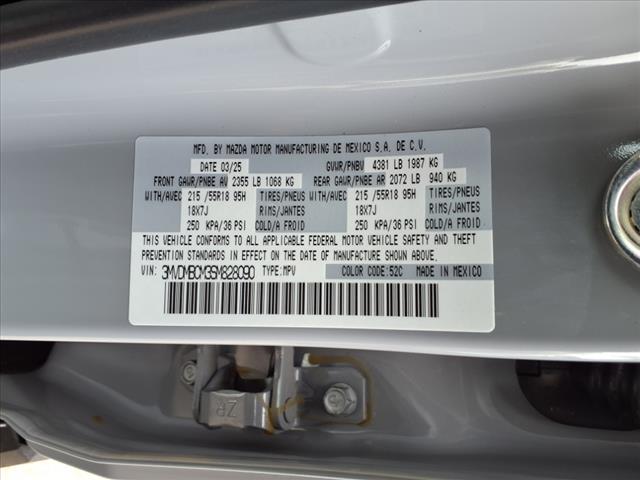 MFD. BY MAZDA MOTOR MANUFACTURING DE MEXICO S.A. DE C.V.
DATE 03/25 GVWR/PNBV 4381 LB 1987 KG
FRONT GAWR/PNBE AV 2355 LB 1068 KG REAR GAWR/PNBE AR 2072 LB 940 KG
WITH/AVEC 215 /55R18 95H TIRES/PNEUS WITH/AVEC 215 /55R18 95H TIRES/PNEUS
18X7J RIMS/JANTES 18X7J RIMS/JANTES
250 KPA/36 PSI COLD/A FROID 250 KPA/36 PSI COLD/A FROID
THIS VEHICLE CONFORMS TO ALL APPLICABLE FEDERAL MOTOR VEHICLE SAFETY AND THEFT
PREVENTION STANDARDS IN EFFECT ON THE DATE OF MANUFACTURE SHOWN ABOVE.
VIN: 3MVDMBCM3SM828090 TYPE:MPV COLOR CODE:52C MADE IN MEXICO
ZR